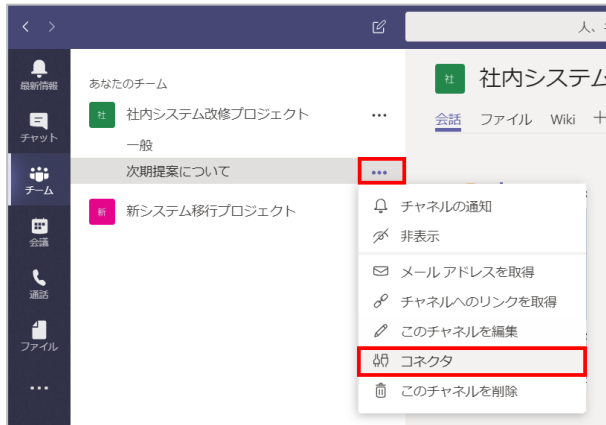 人、
最新情報
チャット
チーム
会議
通話
ファイル
あなたのチーム
社 社内システム改修プロジェクト
一般
次期提案について
新 新システム移行プロジェクト
社 社内システム
会話 ファイル Wiki
チャネルの通知
非表示
メール アドレスを取得
チャネルへのリンクを取得
このチャネルを編集
コネクタ
このチャネルを削除